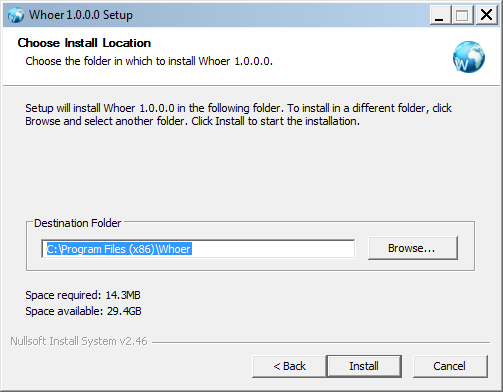 Whoer 1.0.0.0 Setup
Choose Install Location
Choose the folder in which to install Whoer 1.0.0.0.
W
Setup will install Whoer 1.0.0.0 in the following folder. To install in a different folder, click
Browse and select another folder. Click Install to start the installation.
Destination Folder
C:\Program Files (x86)\Whoer
Browse...
Space required: 14.3MB
Space available: 29.4GB
Nullsoft Install System v2.46
< Back
Install
Cancel